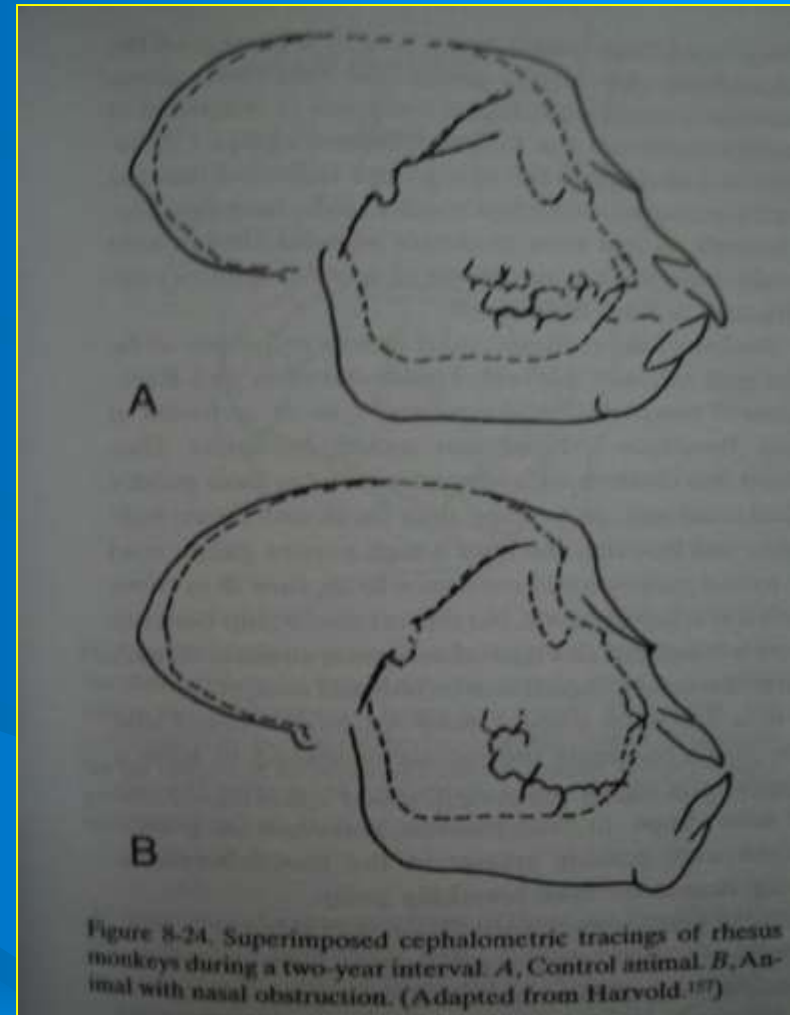 A
B
Figure 8-24. Superimposed cephalometric tracings of rhesus
monkeys during a two-year interval. A, Control animal. B, An-
imal with nasal obstruction. (Adapted from Harvold.¹⁵⁷)